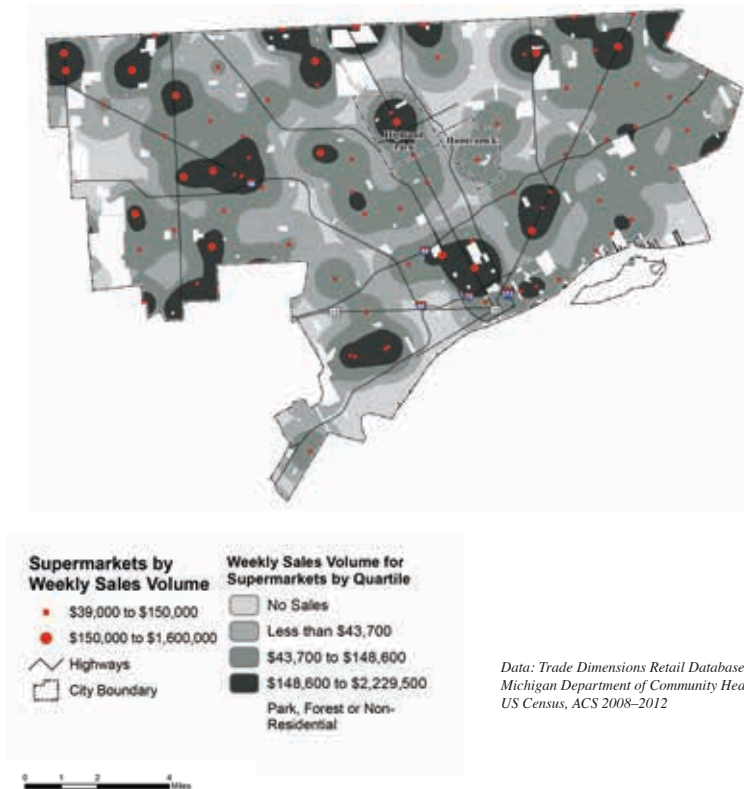 Highland
Park
Hamtramck
Supermarkets by
Weekly Sales Volume
$39,000 to $150,000
$150,000 to $1,600,000
Highways
City Boundary
Weekly Sales Volume for
Supermarkets by Quartile
No Sales
Less than $43,700
$43,700 to $148,600
$148,600 to $2,229,500
Park, Forest or Non-
Residential
Data: Trade Dimensions Retail Database
Michigan Department of Community Hea
US Census, ACS 2008–2012
0 1 2 4
Miles